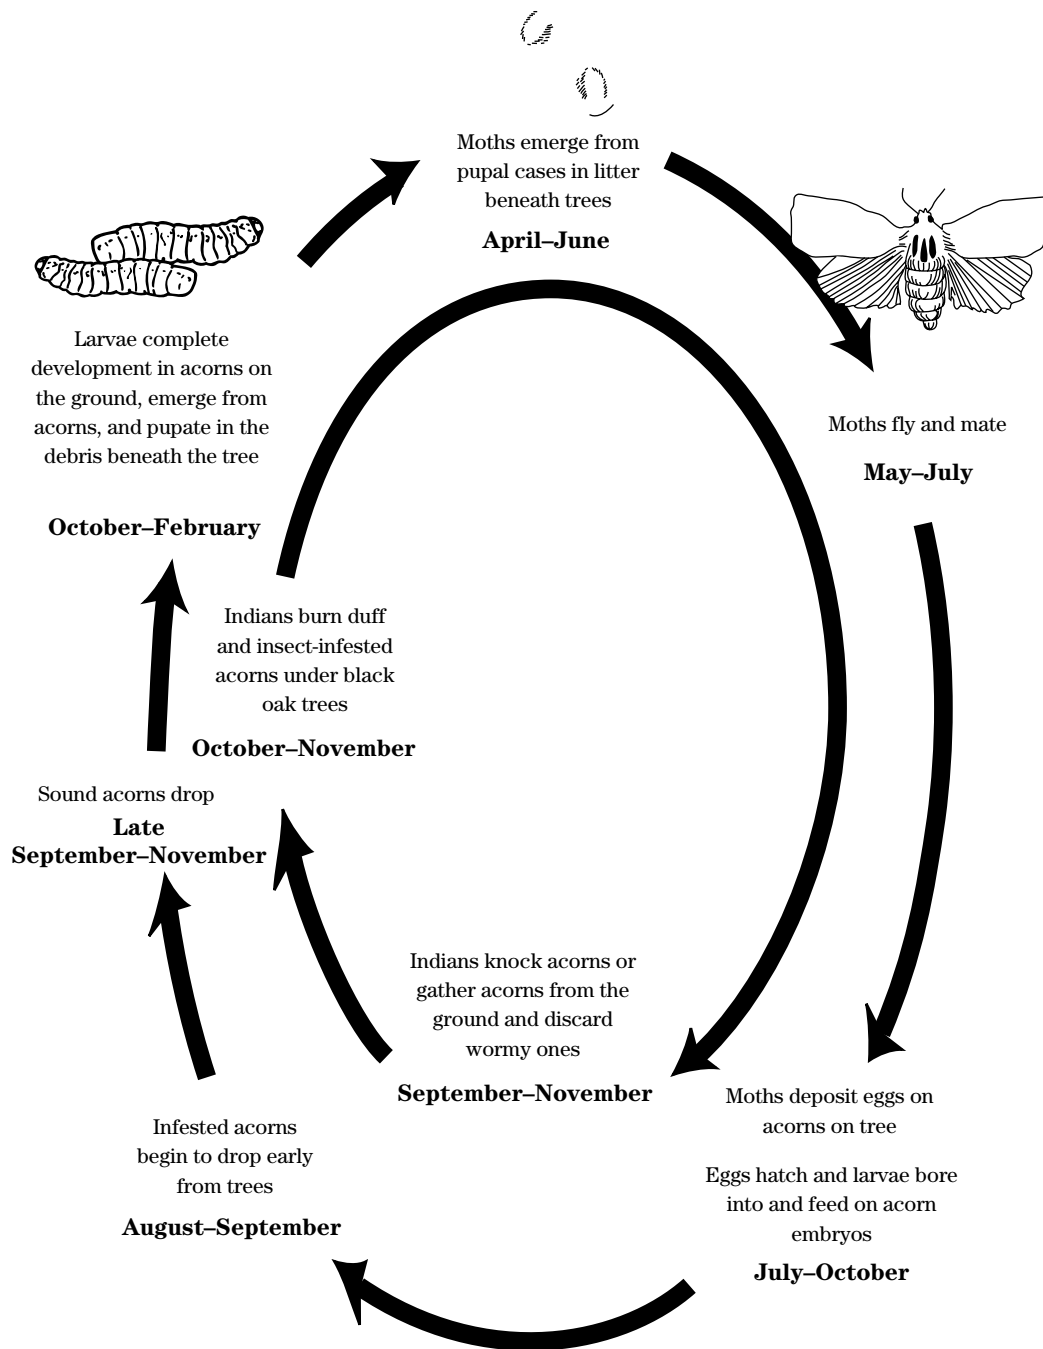 Moths emerge from
pupal cases in litter
beneath trees
April–June
Moths fly and mate
May–July
Moths deposit eggs on
acorns on tree
Eggs hatch and larvae bore
into and feed on acorn
embryos
July–October
Infested acorns
begin to drop early
from trees
August–September
Sound acorns drop
Late
September–November
Larvae complete
development in acorns on
the ground, emerge from
acorns, and pupate in the
debris beneath the tree
October–February
Indians burn duff
and insect-infested
acorns under black
oak trees
October–November
Indians knock acorns or
gather acorns from the
ground and discard
wormy ones
September–November